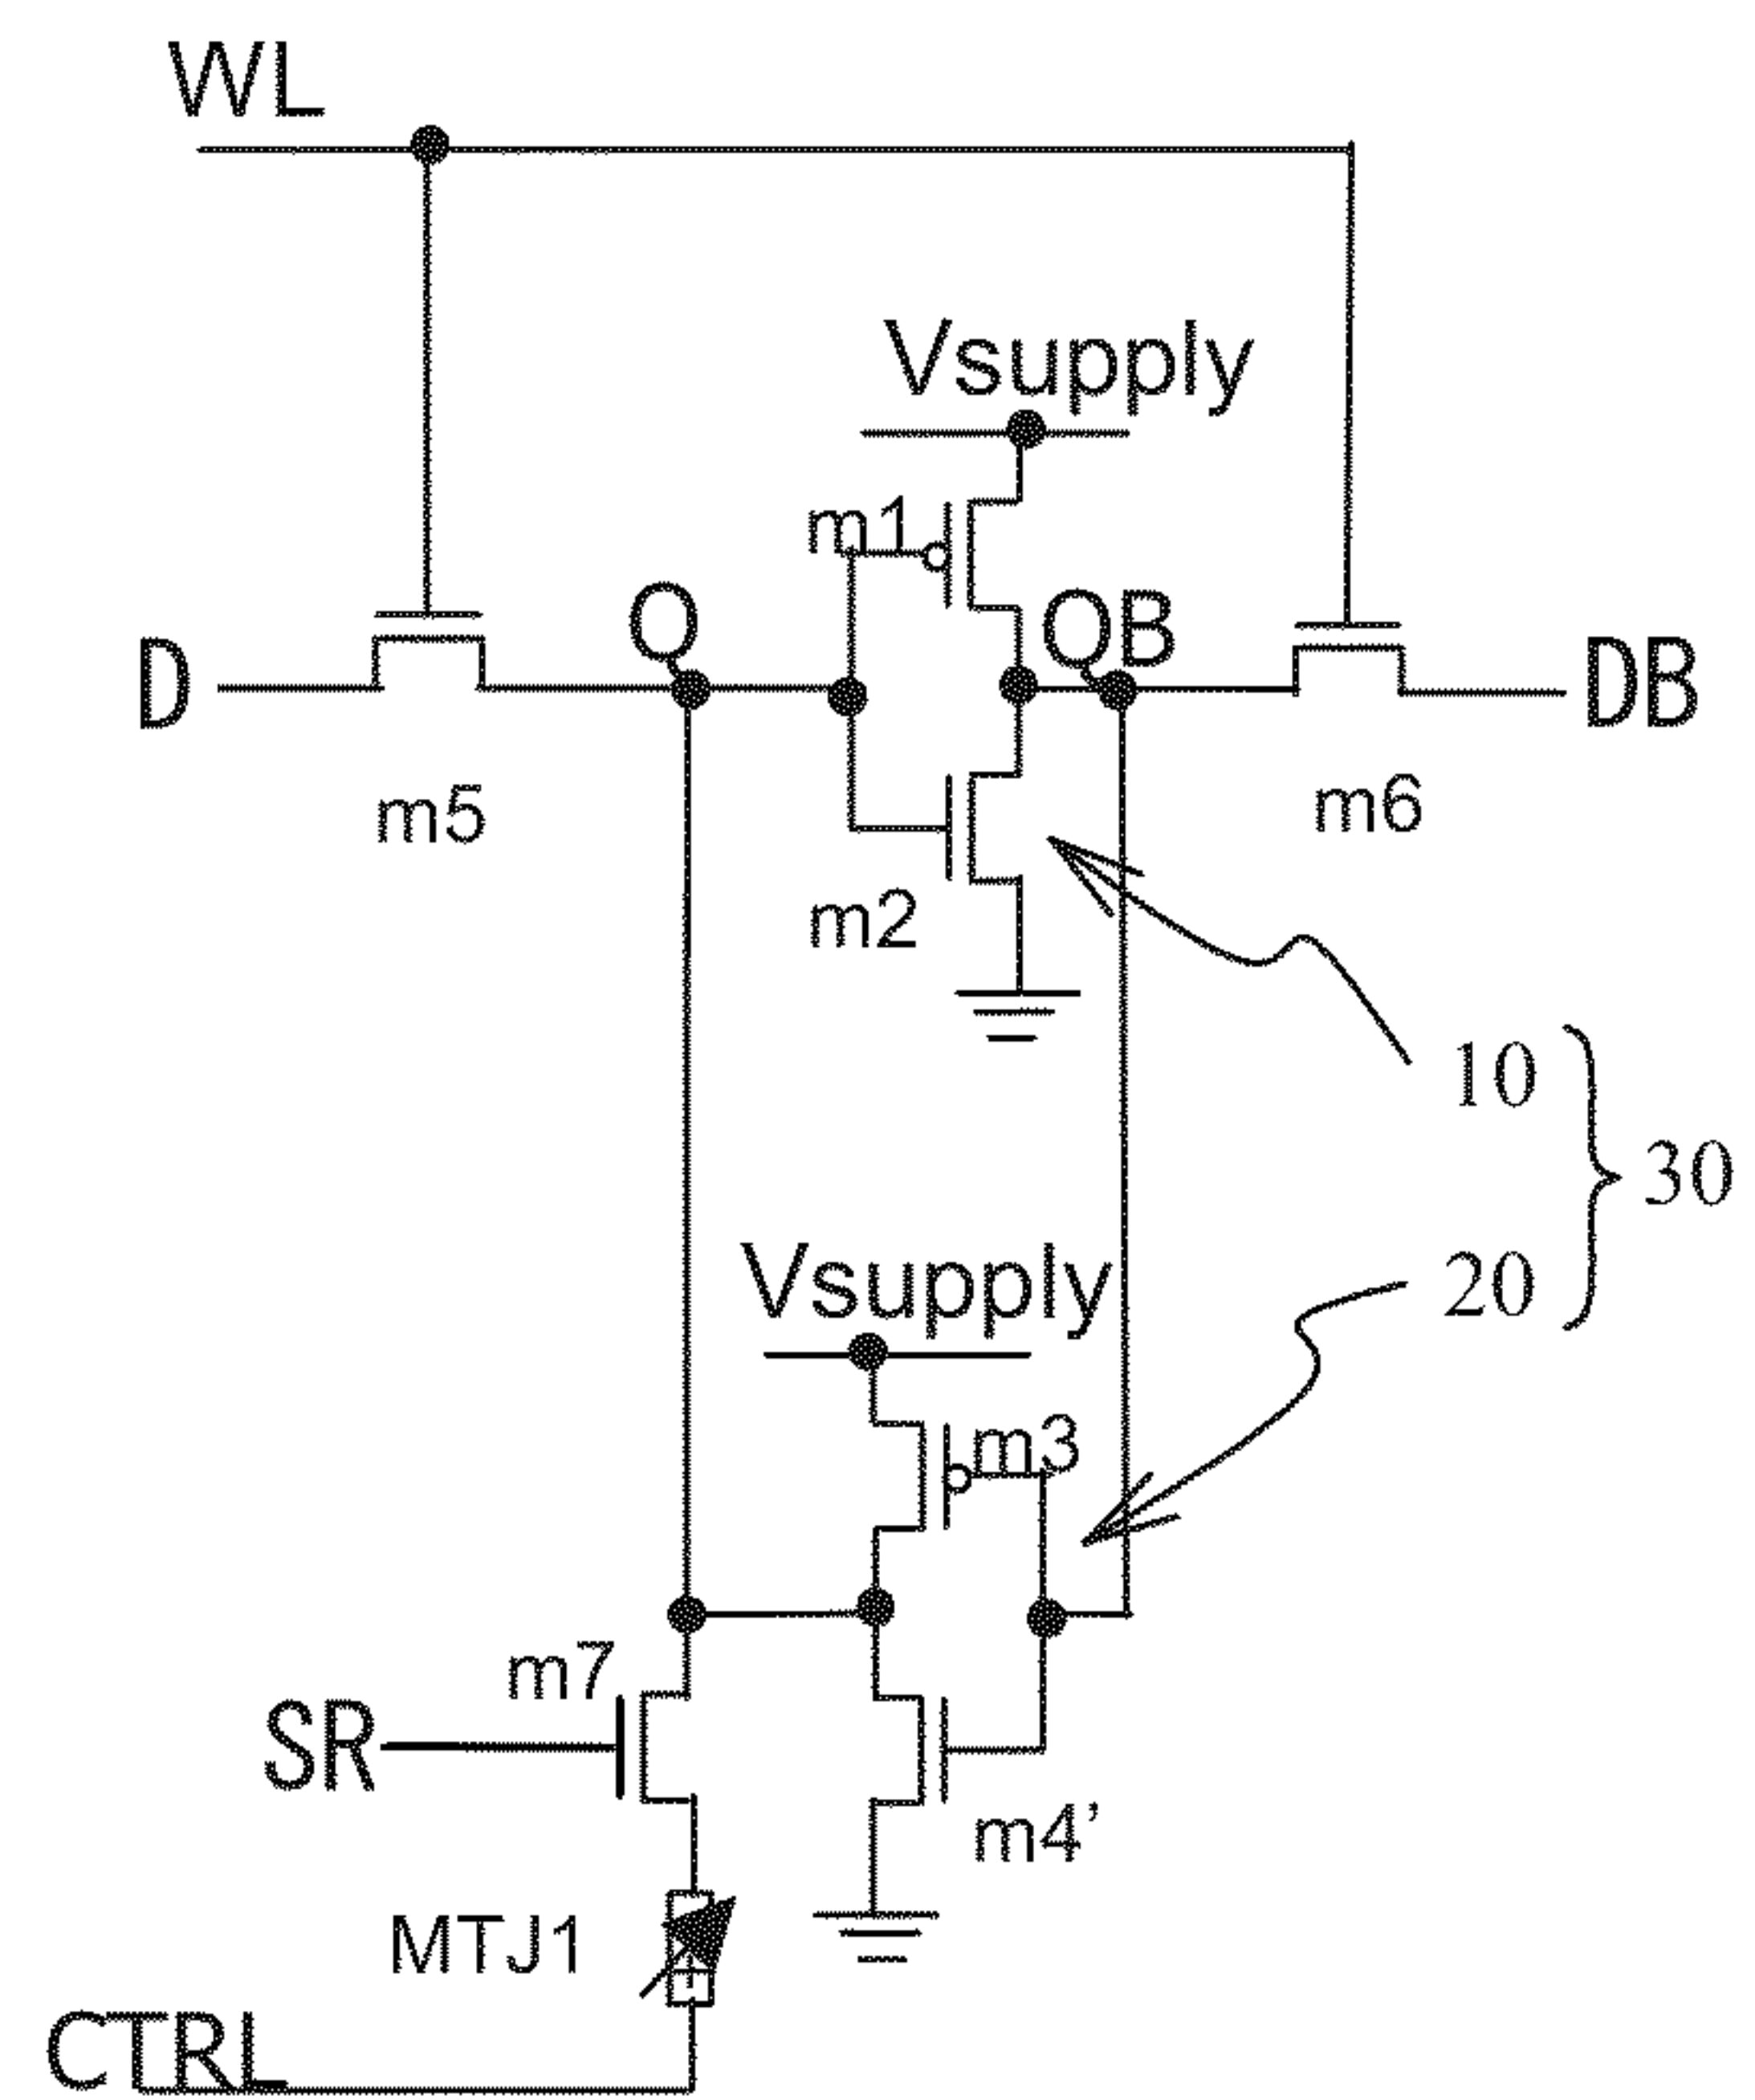 WL
Vsupply
m1
Q
QB
D
DB
m5
m6
m2
10
30
20
Vsupply
m3
m7
SR
m4’
MTJ1
CTRL